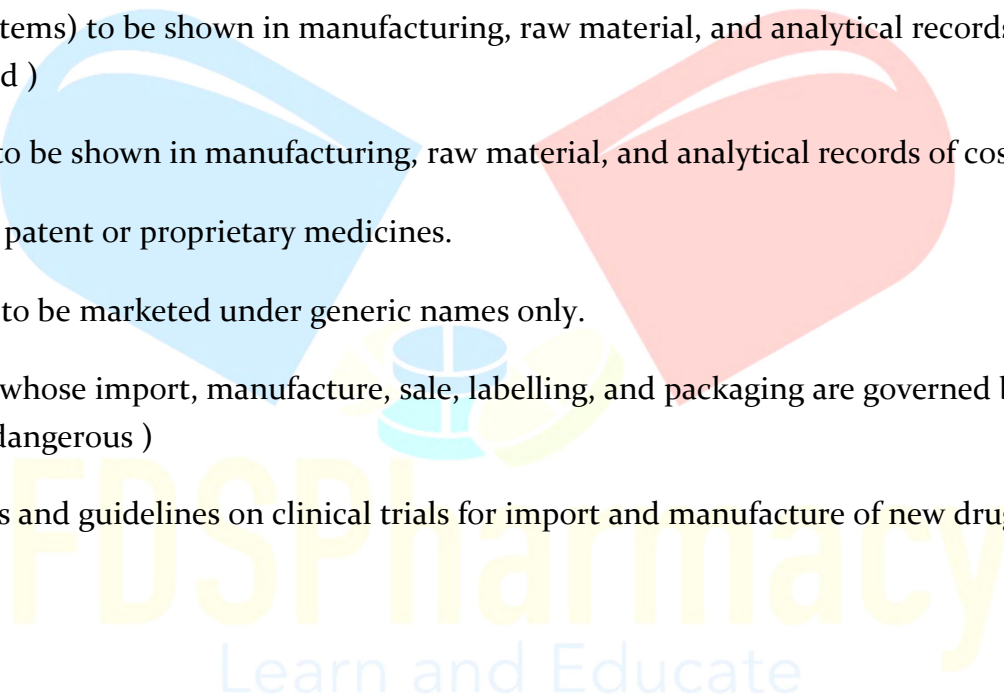 tems) to be shown in manufacturing, raw material, and analytical records
d )
to be shown in manufacturing, raw material, and analytical records of cos
patent or proprietary medicines.
to be marketed under generic names only.
whose import, manufacture, sale, labelling, and packaging are governed b
dangerous )
s and guidelines on clinical trials for import and manufacture of new drug
FDSPharmacy
Learn and Educate